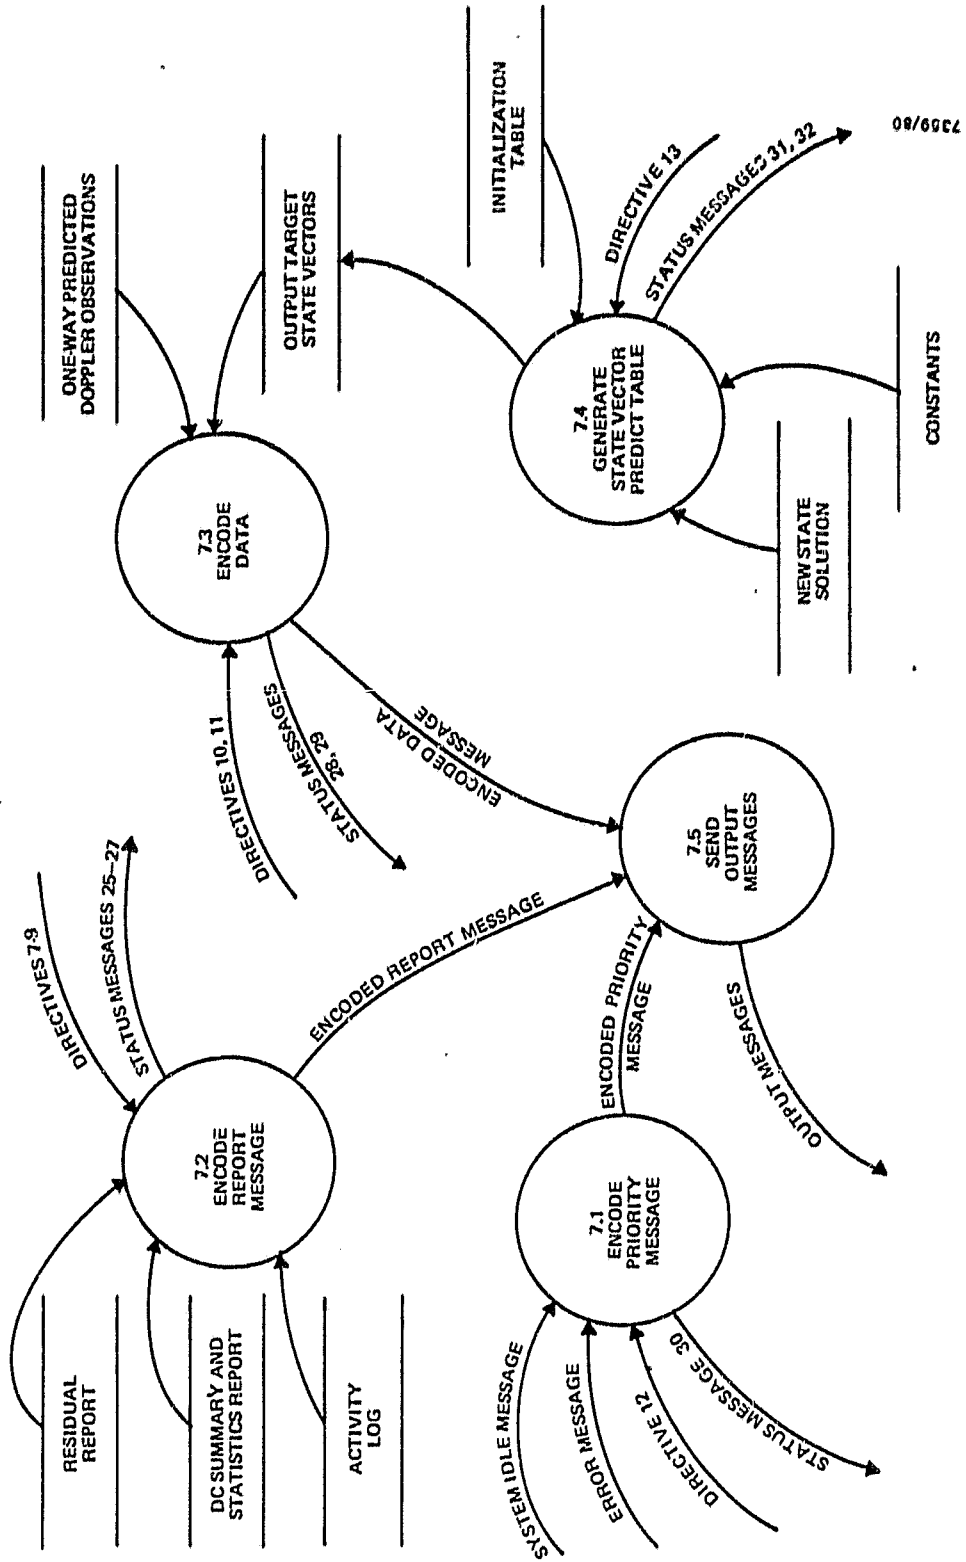 RESIDUAL
REPORT
DC SUMMARY AND
STATISTICS REPORT
ACTIVITY
LOG
DIRECTIVES 7-9
STATUS MESSAGES 25-27
7.2
ENCODE
REPORT
MESSAGE
ENCODED REPORT MESSAGE
SYSTEM IDLE MESSAGE
ERROR MESSAGE
DIRECTIVE 12
STATUS MESSAGE 30
7.1
ENCODE
PRIORITY
MESSAGE
ENCODED PRIORITY
MESSAGE
OUTPUT MESSAGES
7.5
SEND
OUTPUT
MESSAGES
DIRECTIVES 10, 11
STATUS MESSAGES
28, 29
ENCODED DATA
MESSAGE
7.3
ENCODE
DATA
ONE-WAY PREDICTED
DOPPLER OBSERVATIONS
OUTPUT TARGET
STATE VECTORS
INITIALIZATION
TABLE
DIRECTIVE 13
STATUS MESSAGES 31, 32
7.4
GENERATE
STATE VECTOR
PREDICT TABLE
NEW STATE
SOLUTION
CONSTANTS
7359/80